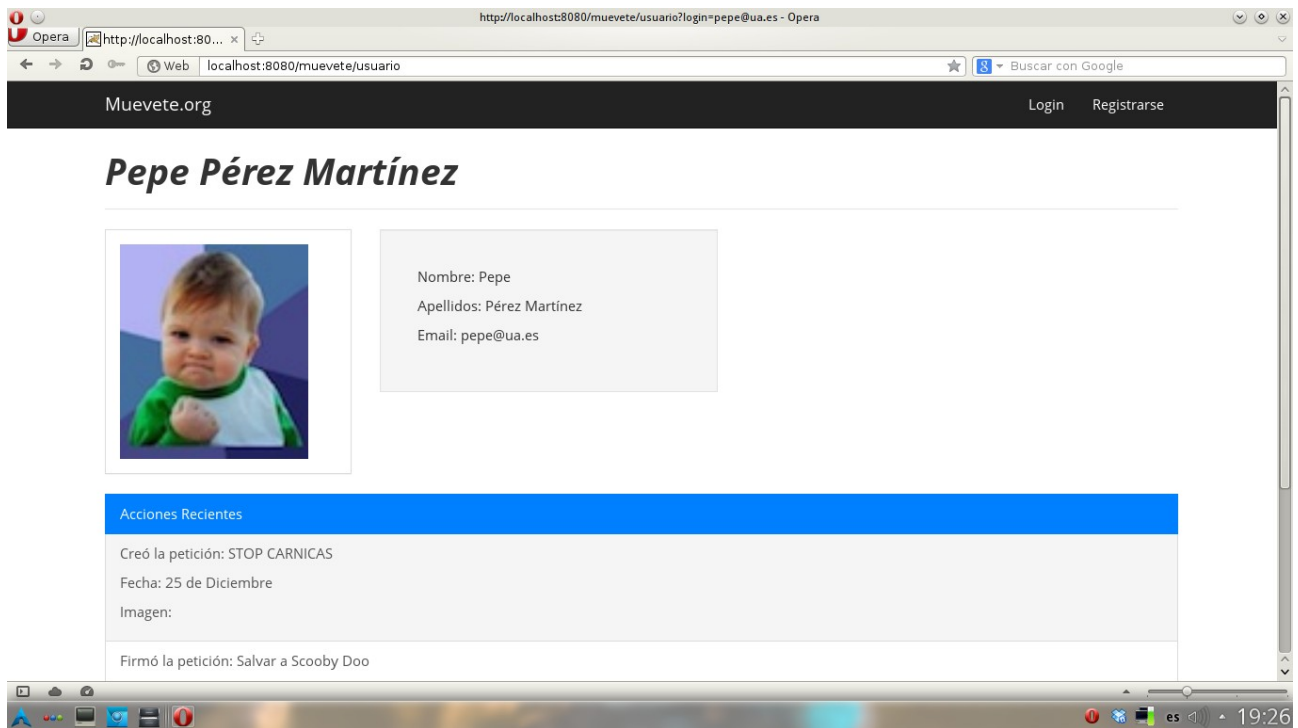 http://localhost:8080/muevete/usuario?login=pepe@ua.es - Opera
Opera
http://localhost:80...
Web
localhost:8080/muevete/usuario
8
Buscar con Google
Muevete.org
Login
Registrarse
Pepe Pérez Martínez
Nombre: Pepe
Apellidos: Pérez Martínez
Email: pepe@ua.es
Acciones Recientes
Creó la petición: STOP CARNICAS
Fecha: 25 de Diciembre
Imagen:
Firmó la petición: Salvar a Scooby Doo
es
19:26